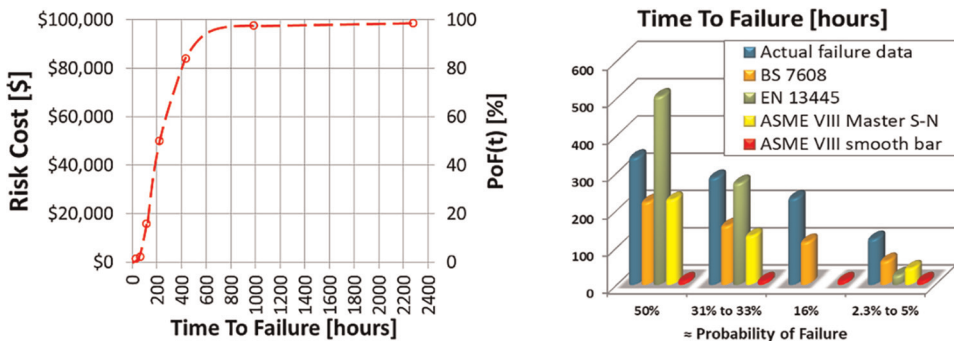 Risk Cost [$]
$100,000
$80,000
$60,000
$40,000
$20,000
$0
100
80
60
40
20
0
PoF(t) [%]
0
200
400
600
800
1000
1200
1400
1600
1800
2000
2200
2400
Time To Failure [hours]
Time To Failure [hours]
Actual failure data
BS 7608
EN 13445
ASME VIII Master S-N
ASME VIII smooth bar
600
500
400
300
200
100
0
50%
31% to 33%
16%
2.3% to 5%
≈ Probability of Failure